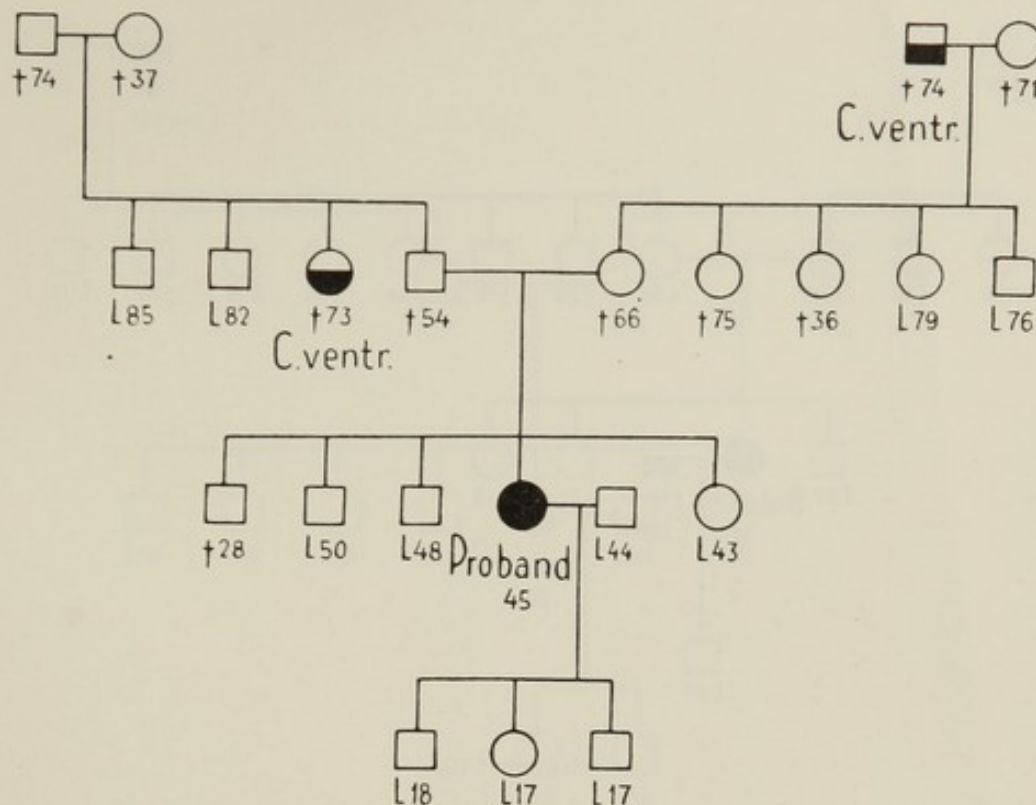 †74 †37 †74 †71
C.ventr.
L85 L82 †73 †54 †66 †75 †36 L79 L76
C.ventr.
†28 L50 L48 Proband L44 L43
45
L18 L17 L17